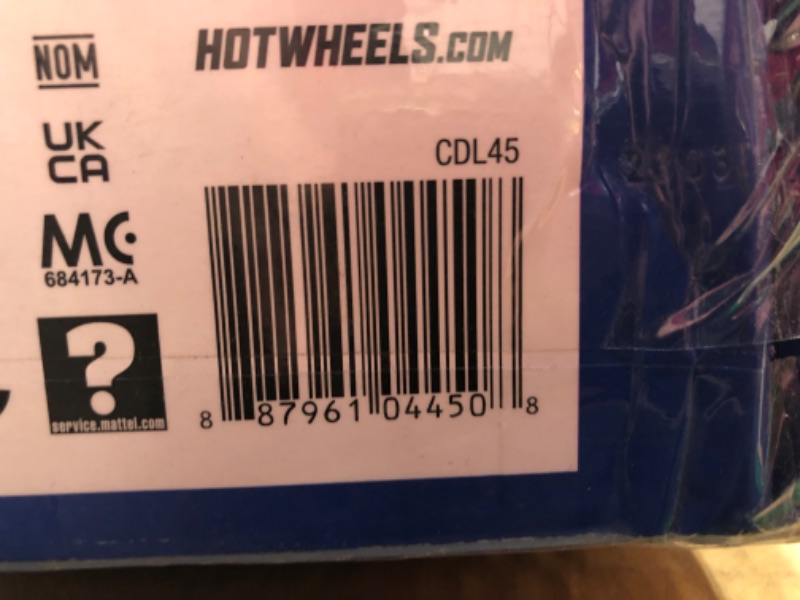 NOM
HOTWHEELS.COM
UK
CA
CDL45
MC
684173-A
?
service.mattel.com
8 87961 04450 8